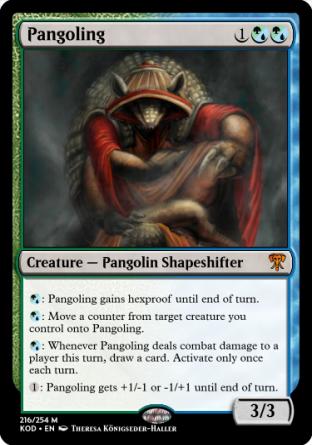 Pangoling 1
Creature — Pangolin Shapeshifter
: Pangoling gains hexproof until end of turn.
: Move a counter from target creature you
control onto Pangoling.
: Whenever Pangoling deals combat damage to a
player this turn, draw a card. Activate only once
each turn.
1: Pangoling gets +1/-1 or -1/+1 until end of turn.
3/3
216/254 M
KOD • EN Theresa Königseder-Haller